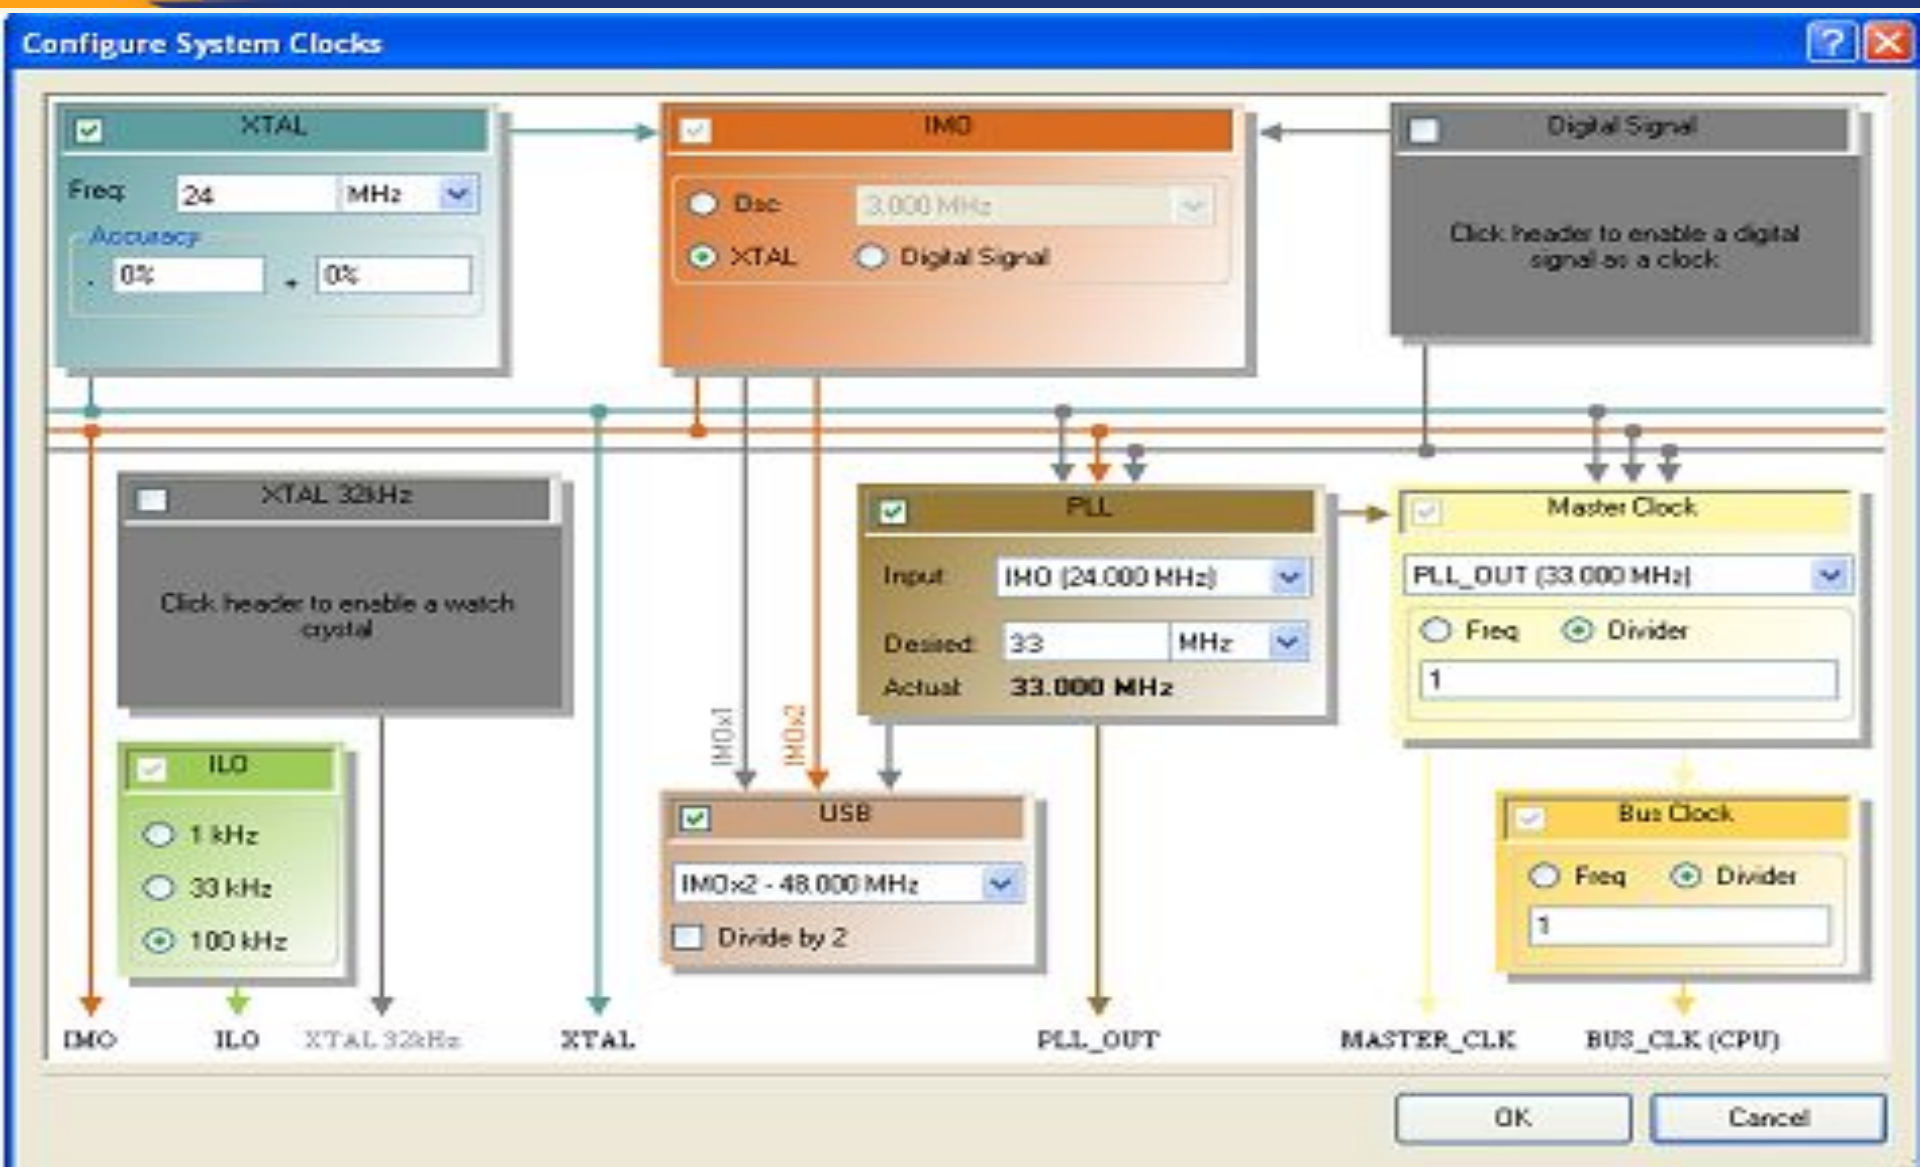 Configure System Clocks
XTAL
Freq:
24
MHz
Accuracy
- 0% + 0%
IMO
Osc
3.000 MHz
XTAL
Digital Signal
Digital Signal
Click header to enable a digital
signal as a clock
XTAL 32kHz
Click header to enable a watch
crystal
ILO
1 kHz
33 kHz
100 kHz
IMOx1
IMOx2
PLL
Input:
IMO (24.000 MHz)
Desired:
33
MHz
Actual:
33.000 MHz
Master Clock
PLL_OUT (33.000 MHz)
Freq
Divider
1
USB
IMOx2 - 48.000 MHz
Divide by 2
Bus Clock
Freq
Divider
1
IMO
ILO
XTAL 32kHz
XTAL
PLL_OUT
MASTER_CLK
BUS_CLK (CPU)
OK
Cancel